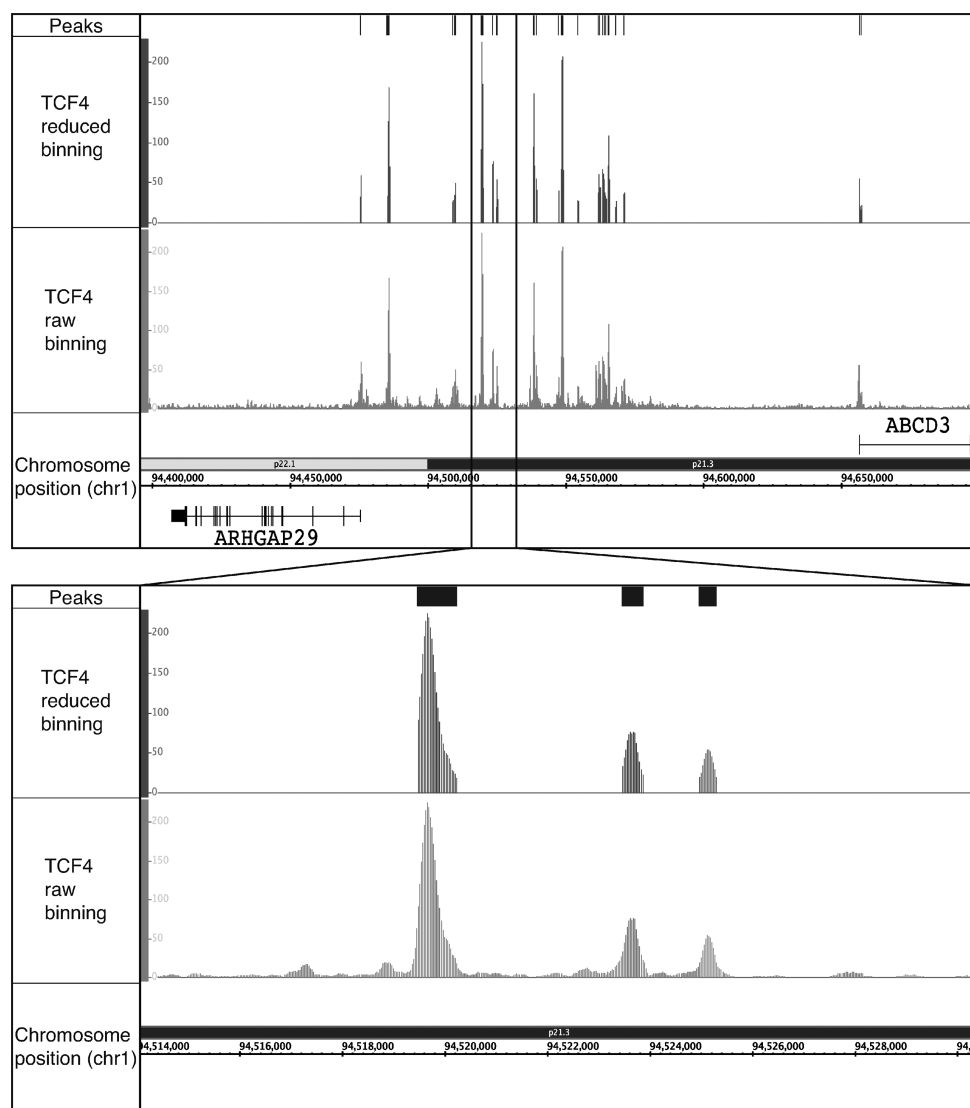 Peaks
TCF4
reduced
binning
200
150
100
50
0
TCF4
raw
binning
200
150
100
50
0
ABCD3
Chromosome
position (chr1)
p22.1
p21.3
94,400,000 94,450,000 94,500,000 94,550,000 94,600,000 94,650,000
ARHGAP29
Peaks
TCF4
reduced
binning
200
150
100
50
0
TCF4
raw
binning
200
150
100
50
0
Chromosome
position (chr1)
p21.3
94,514,000 94,516,000 94,518,000 94,520,000 94,522,000 94,524,000 94,526,000 94,528,000